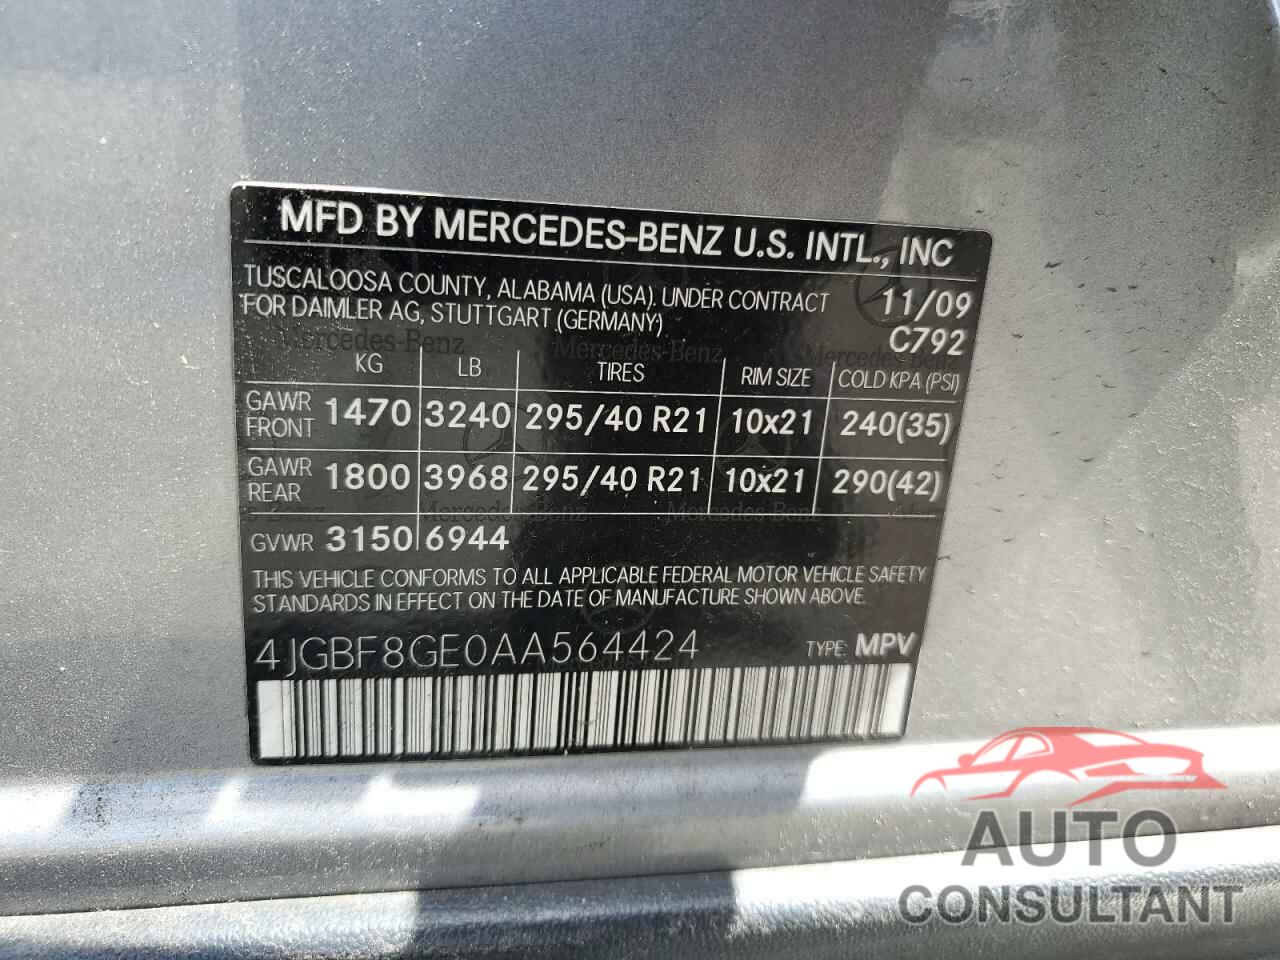 MFD BY MERCEDES-BENZ U.S. INTL., INC
TUSCALOOSA COUNTY, ALABAMA (USA). UNDER CONTRACT 11/09
FOR DAIMLER AG, STUTTGART (GERMANY) C792
KG LB TIRES RIM SIZE COLD KPA (PSI)
GAWR FRONT 1470 3240 295/40 R21 10x21 240(35)
GAWR REAR 1800 3968 295/40 R21 10x21 290(42)
GVWR 3150 6944
THIS VEHICLE CONFORMS TO ALL APPLICABLE FEDERAL MOTOR VEHICLE SAFETY
STANDARDS IN EFFECT ON THE DATE OF MANUFACTURE SHOWN ABOVE.
4JGBF8GE0AA564424 TYPE: MPV
AUTO
CONSULTANT